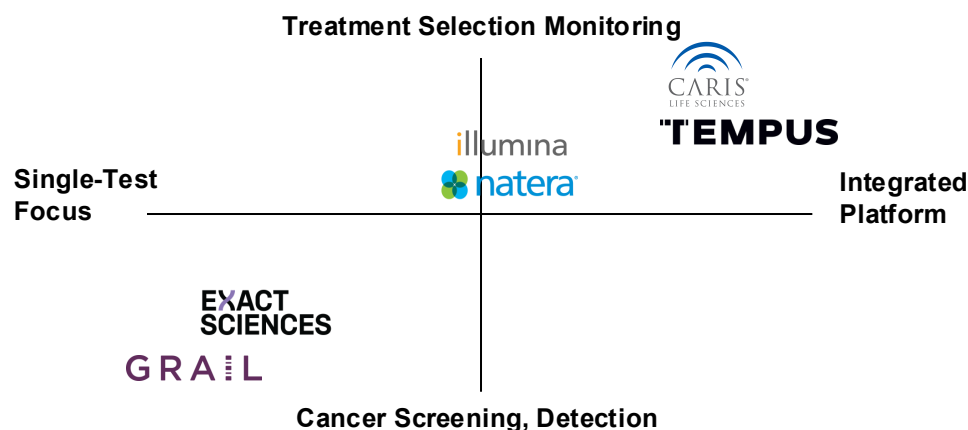 Treatment Selection Monitoring
CARIS®
LIFE SCIENCES
TEMPUS
illumina
natera®
Single-Test
Focus
Integrated
Platform
EXACT
SCIENCES
GRAIL
Cancer Screening, Detection